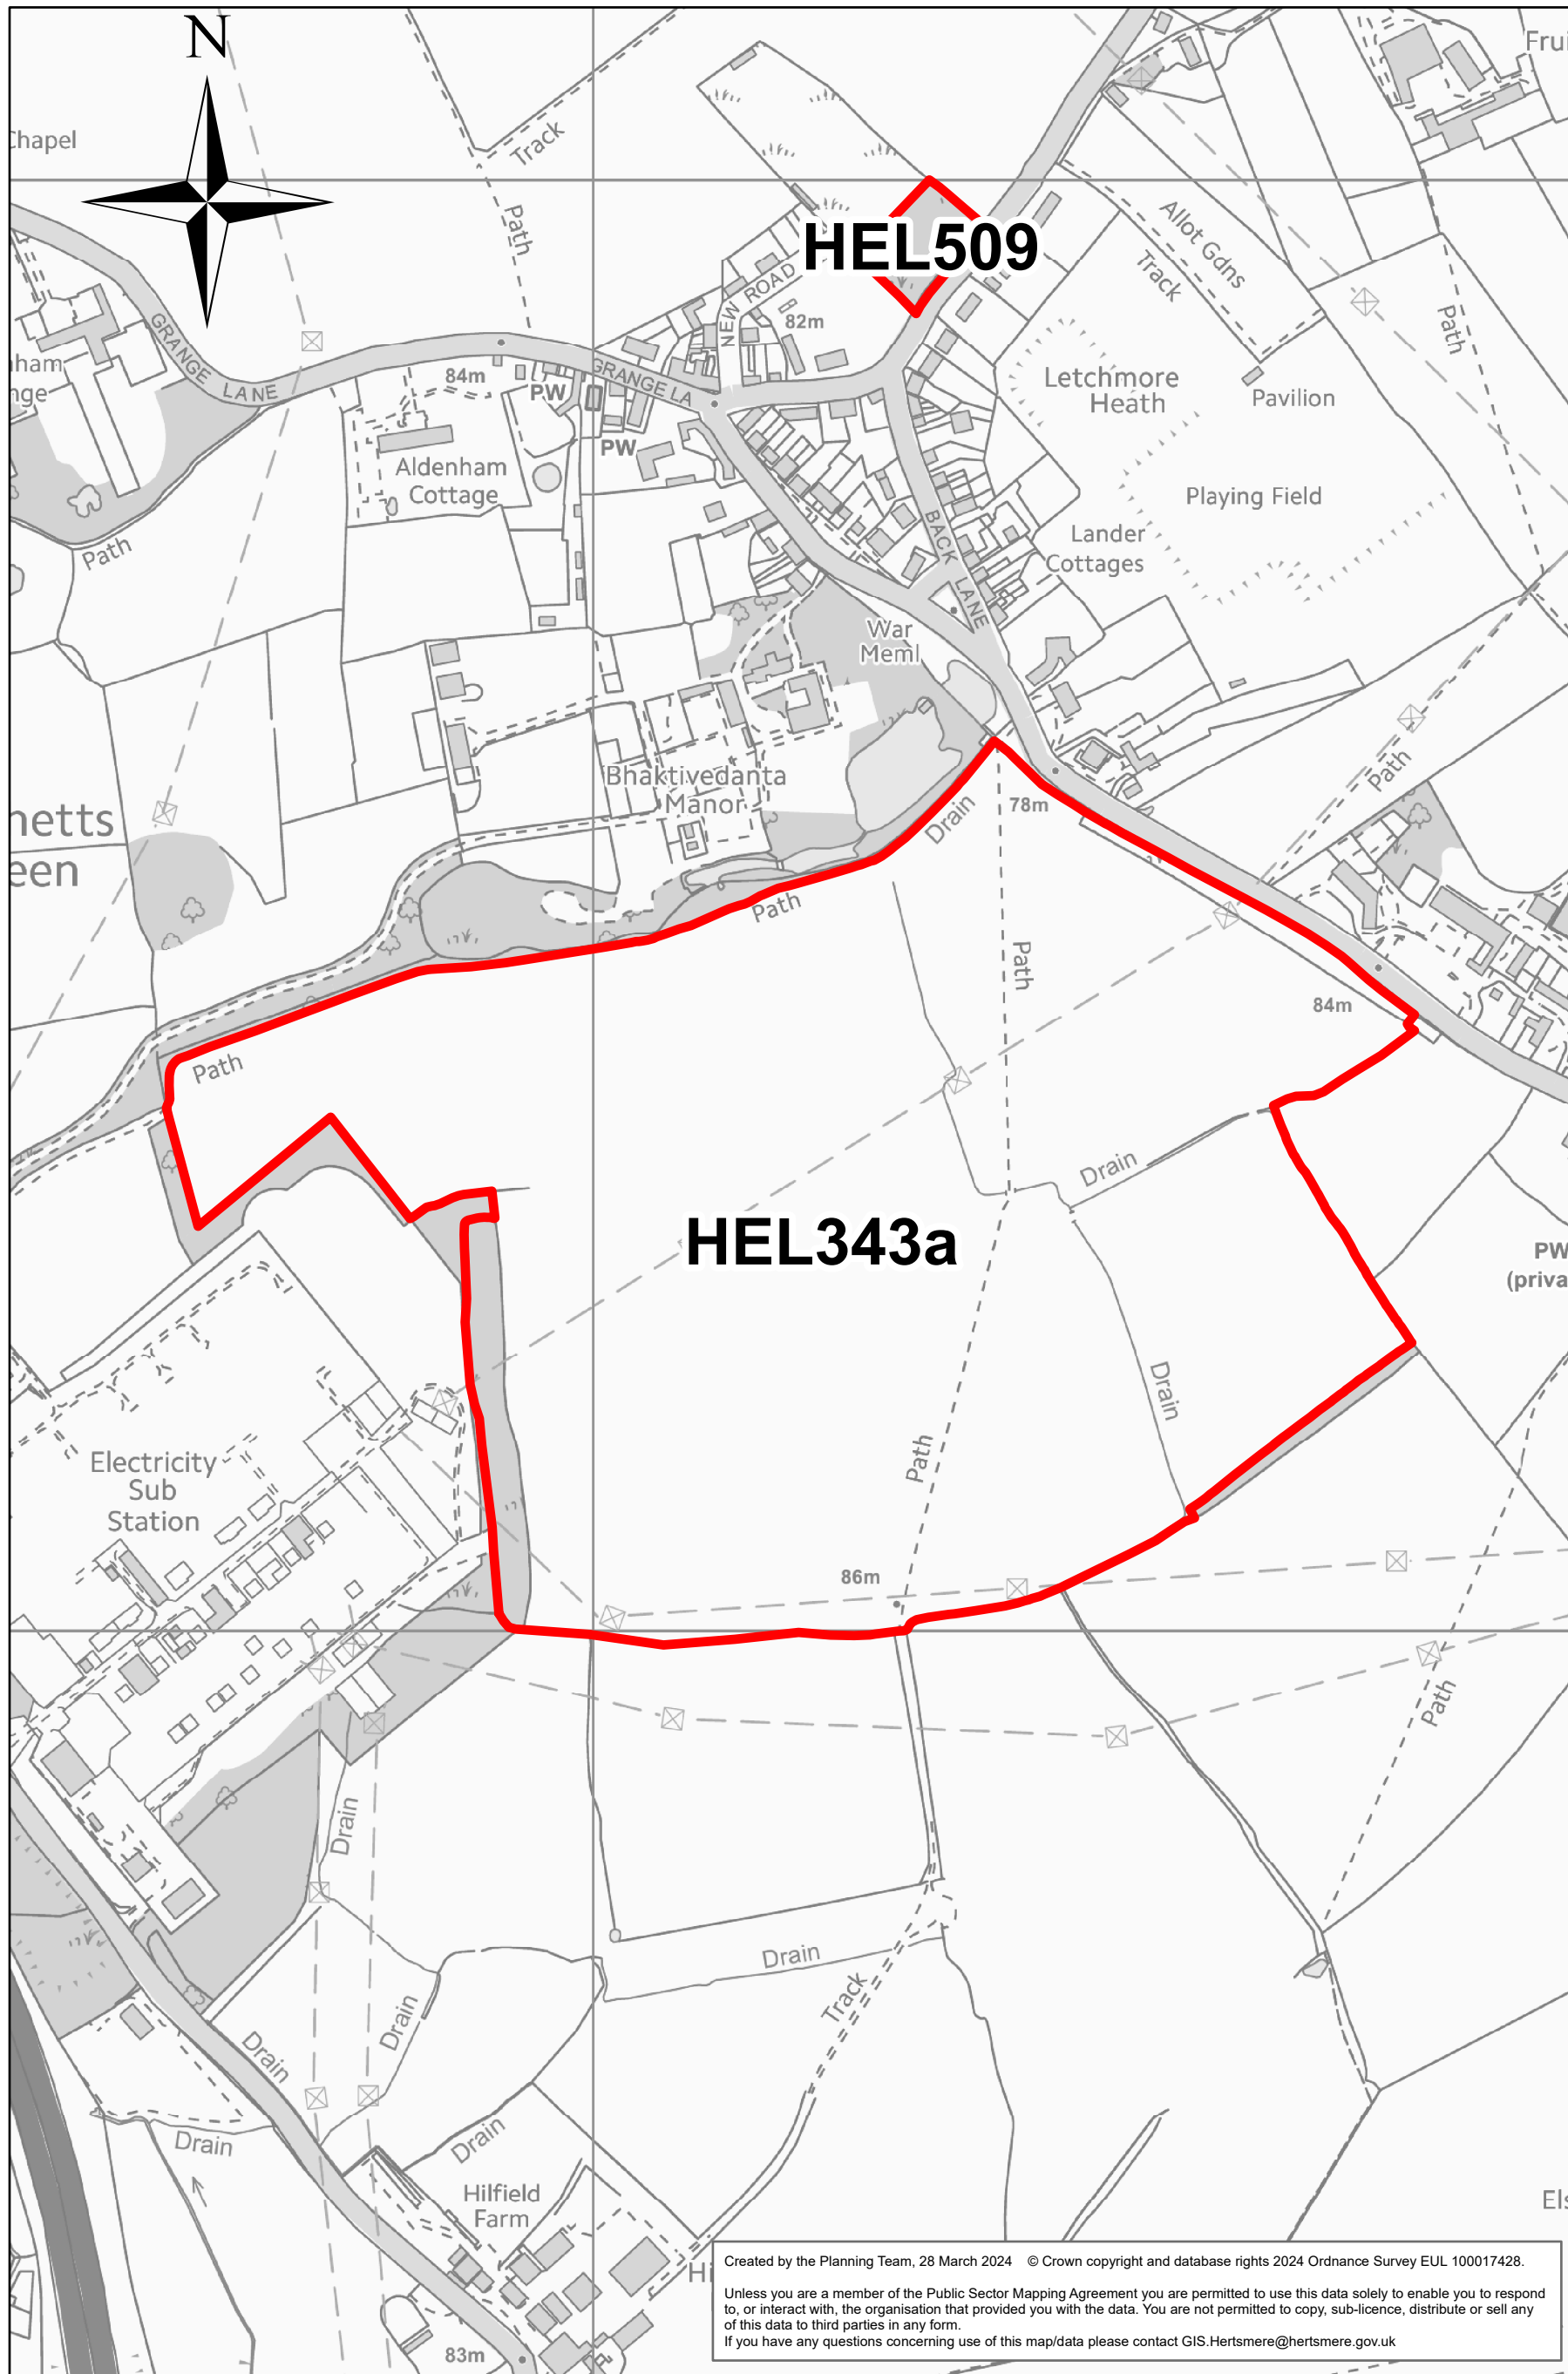 N
Chapel
Track
Path
Frui
HEL509
Allot Gdns
Track
Path
NEW ROAD
82m
GRANGE LANE
84m
PW
GRANGE LA
PW
nham
nge
Aldenham
Cottage
Letchmore
Heath
Pavilion
Playing Field
BACK LANE
Lander
Cottages
Path
War
Meml
Bhaktivedanta
Manor
netts
een
Drain
78m
Path
Path
Path
84m
Path
Drain
HEL343a
PW
(priva
Drain
Path
Electricity
Sub
Station
86m
Path
Drain
Drain
Track
Drain
Drain
Drain
Drain
Hilfield
Farm
Els
Hi
83m
Created by the Planning Team, 28 March 2024 © Crown copyright and database rights 2024 Ordnance Survey EUL 100017428.
Unless you are a member of the Public Sector Mapping Agreement you are permitted to use this data solely to enable you to respond
to, or interact with, the organisation that provided you with the data. You are not permitted to copy, sub-licence, distribute or sell any
of this data to third parties in any form.
If you have any questions concerning use of this map/data please contact GIS.Hertsmere@hertsmere.gov.uk